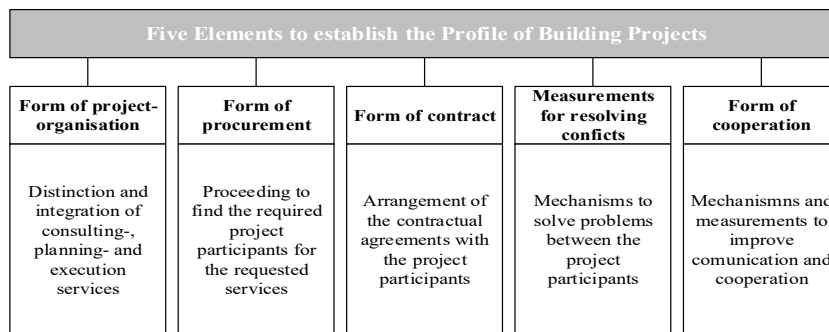 Five Elements to establish the Profile of Building Projects
Form of project-
organisation
Distinction and
integration of
consulting-,
planning- and
execution
services
Form of
procurement
Proceeding to
find the required
project
participants for
the requested
services
Form of contract
Arrangement of
the contractual
agreements with
the project
participants
Measurements
for resolving
conficts
Mechanisms to
solve problems
between the
project
participants
Form of
cooperation
Mechanismns and
measurements to
improve
comunication and
cooperation